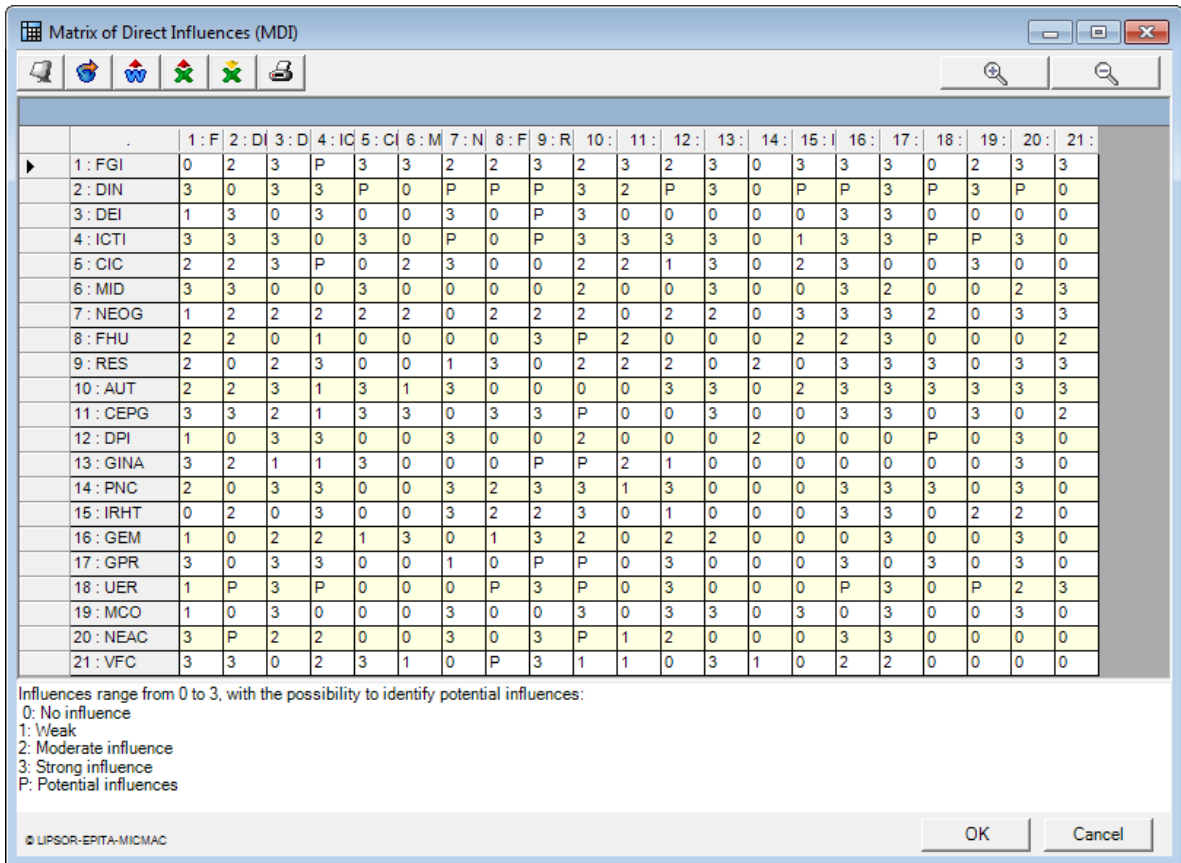 Matrix of Direct Influences (MDI)
. 1 : F 2 : DI 3 : D 4 : IC 5 : CI 6 : M 7 : N 8 : F 9 : R 10 : 11 : 12 : 13 : 14 : 15 : I 16 : 17 : 18 : 19 : 20 : 21 :
1 : FGI 0 2 3 P 3 3 2 2 3 2 3 2 3 0 3 3 3 0 2 3 3
2 : DIN 3 0 3 3 P 0 P P P 3 2 P 3 0 P P 3 P 3 P 0
3 : DEI 1 3 0 3 0 0 3 0 P 3 0 0 0 0 0 3 3 0 0 0 0
4 : ICTI 3 3 3 0 3 0 P 0 P 3 3 3 3 0 1 3 3 P P 3 0
5 : CIC 2 2 3 P 0 2 3 0 0 2 2 1 3 0 2 3 0 0 3 0 0
6 : MID 3 3 0 0 3 0 0 0 0 2 0 0 3 0 0 3 2 0 0 2 3
7 : NEOG 1 2 2 2 2 2 0 2 2 2 0 2 2 0 3 3 3 2 0 3 3
8 : FHU 2 2 0 1 0 0 0 0 3 P 2 0 0 0 2 2 3 0 0 0 2
9 : RES 2 0 2 3 0 0 1 3 0 2 2 2 0 2 0 3 3 3 0 3 3
10 : AUT 2 2 3 1 3 1 3 0 0 0 0 3 3 0 2 3 3 3 3 3 3
11 : CEPG 3 3 2 1 3 3 0 3 3 P 0 0 3 0 0 3 3 0 3 0 2
12 : DPI 1 0 3 3 0 0 3 0 0 2 0 0 0 2 0 0 0 P 0 3 0
13 : GINA 3 2 1 1 3 0 0 0 P P 2 1 0 0 0 0 0 0 0 3 0
14 : PNC 2 0 3 3 0 0 3 2 3 3 1 3 0 0 0 3 3 3 0 3 0
15 : IRHT 0 2 0 3 0 0 3 2 2 3 0 1 0 0 0 3 3 0 2 2 0
16 : GEM 1 0 2 2 1 3 0 1 3 2 0 2 2 0 0 0 3 0 0 3 0
17 : GPR 3 0 3 3 0 0 1 0 P P 0 3 0 0 0 3 0 3 0 3 0
18 : UER 1 P 3 P 0 0 0 P 3 P 0 3 0 0 0 P 3 0 P 2 3
19 : MCO 1 0 3 0 0 0 3 0 0 3 0 3 3 0 3 0 3 0 0 3 0
20 : NEAC 3 P 2 2 0 0 3 0 3 P 1 2 0 0 0 3 3 0 0 0 0
21 : VFC 3 3 0 2 3 1 0 P 3 1 1 0 3 1 0 2 2 0 0 0 0
Influences range from 0 to 3, with the possibility to identify potential influences:
0: No influence
1: Weak
2: Moderate influence
3: Strong influence
P: Potential influences
© LIPSOR-EPITA-MICMAC
OK Cancel